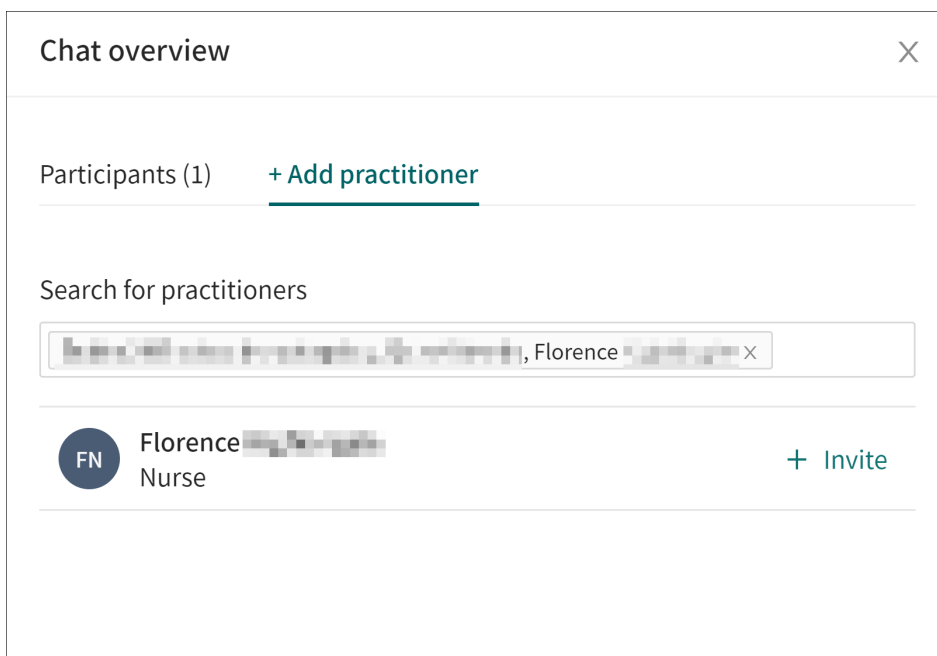 Chat overview
Participants (1)
+ Add practitioner
Search for practitioners
, Florence
Florence
FN
Nurse
+ Invite